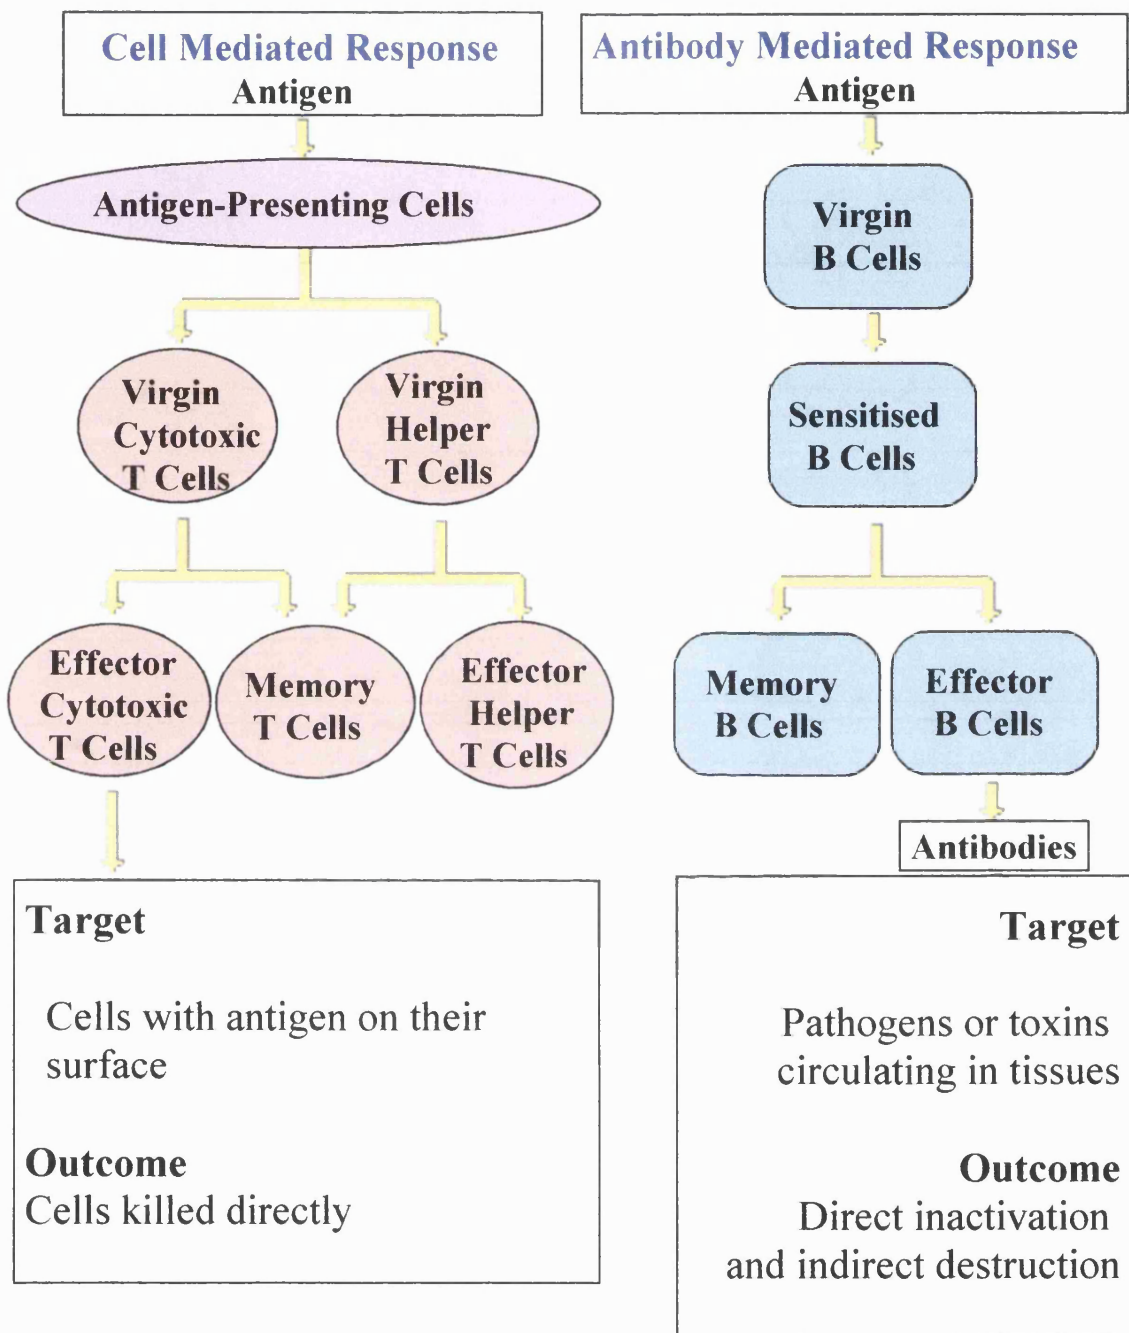 Cell Mediated Response
Antigen
Antigen-Presenting Cells
Virgin
Cytotoxic
T Cells
Virgin
Helper
T Cells
Effector
Cytotoxic
T Cells
Memory
T Cells
Effector
Helper
T Cells
Target
Cells with antigen on their
surface
Outcome
Cells killed directly
Antibody Mediated Response
Antigen
Virgin
B Cells
Sensitised
B Cells
Memory
B Cells
Effector
B Cells
Antibodies
Target
Pathogens or toxins
circulating in tissues
Outcome
Direct inactivation
and indirect destruction